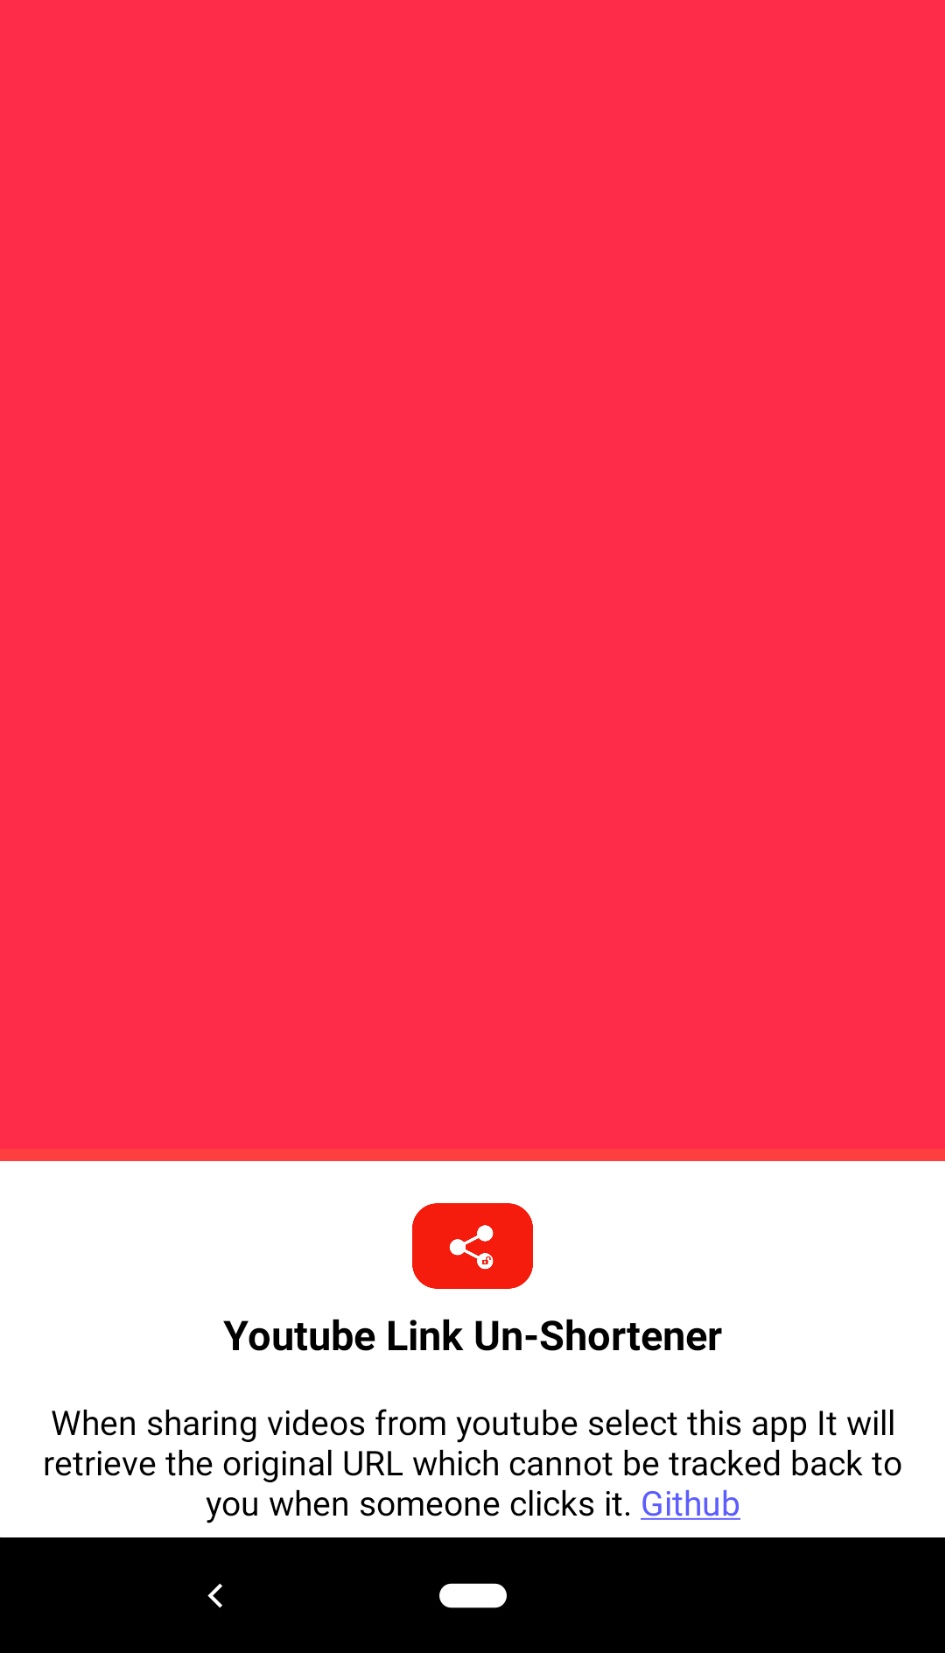 Youtube Link Un-Shortener
When sharing videos from youtube select this app It will
retrieve the original URL which cannot be tracked back to
you when someone clicks it. Github